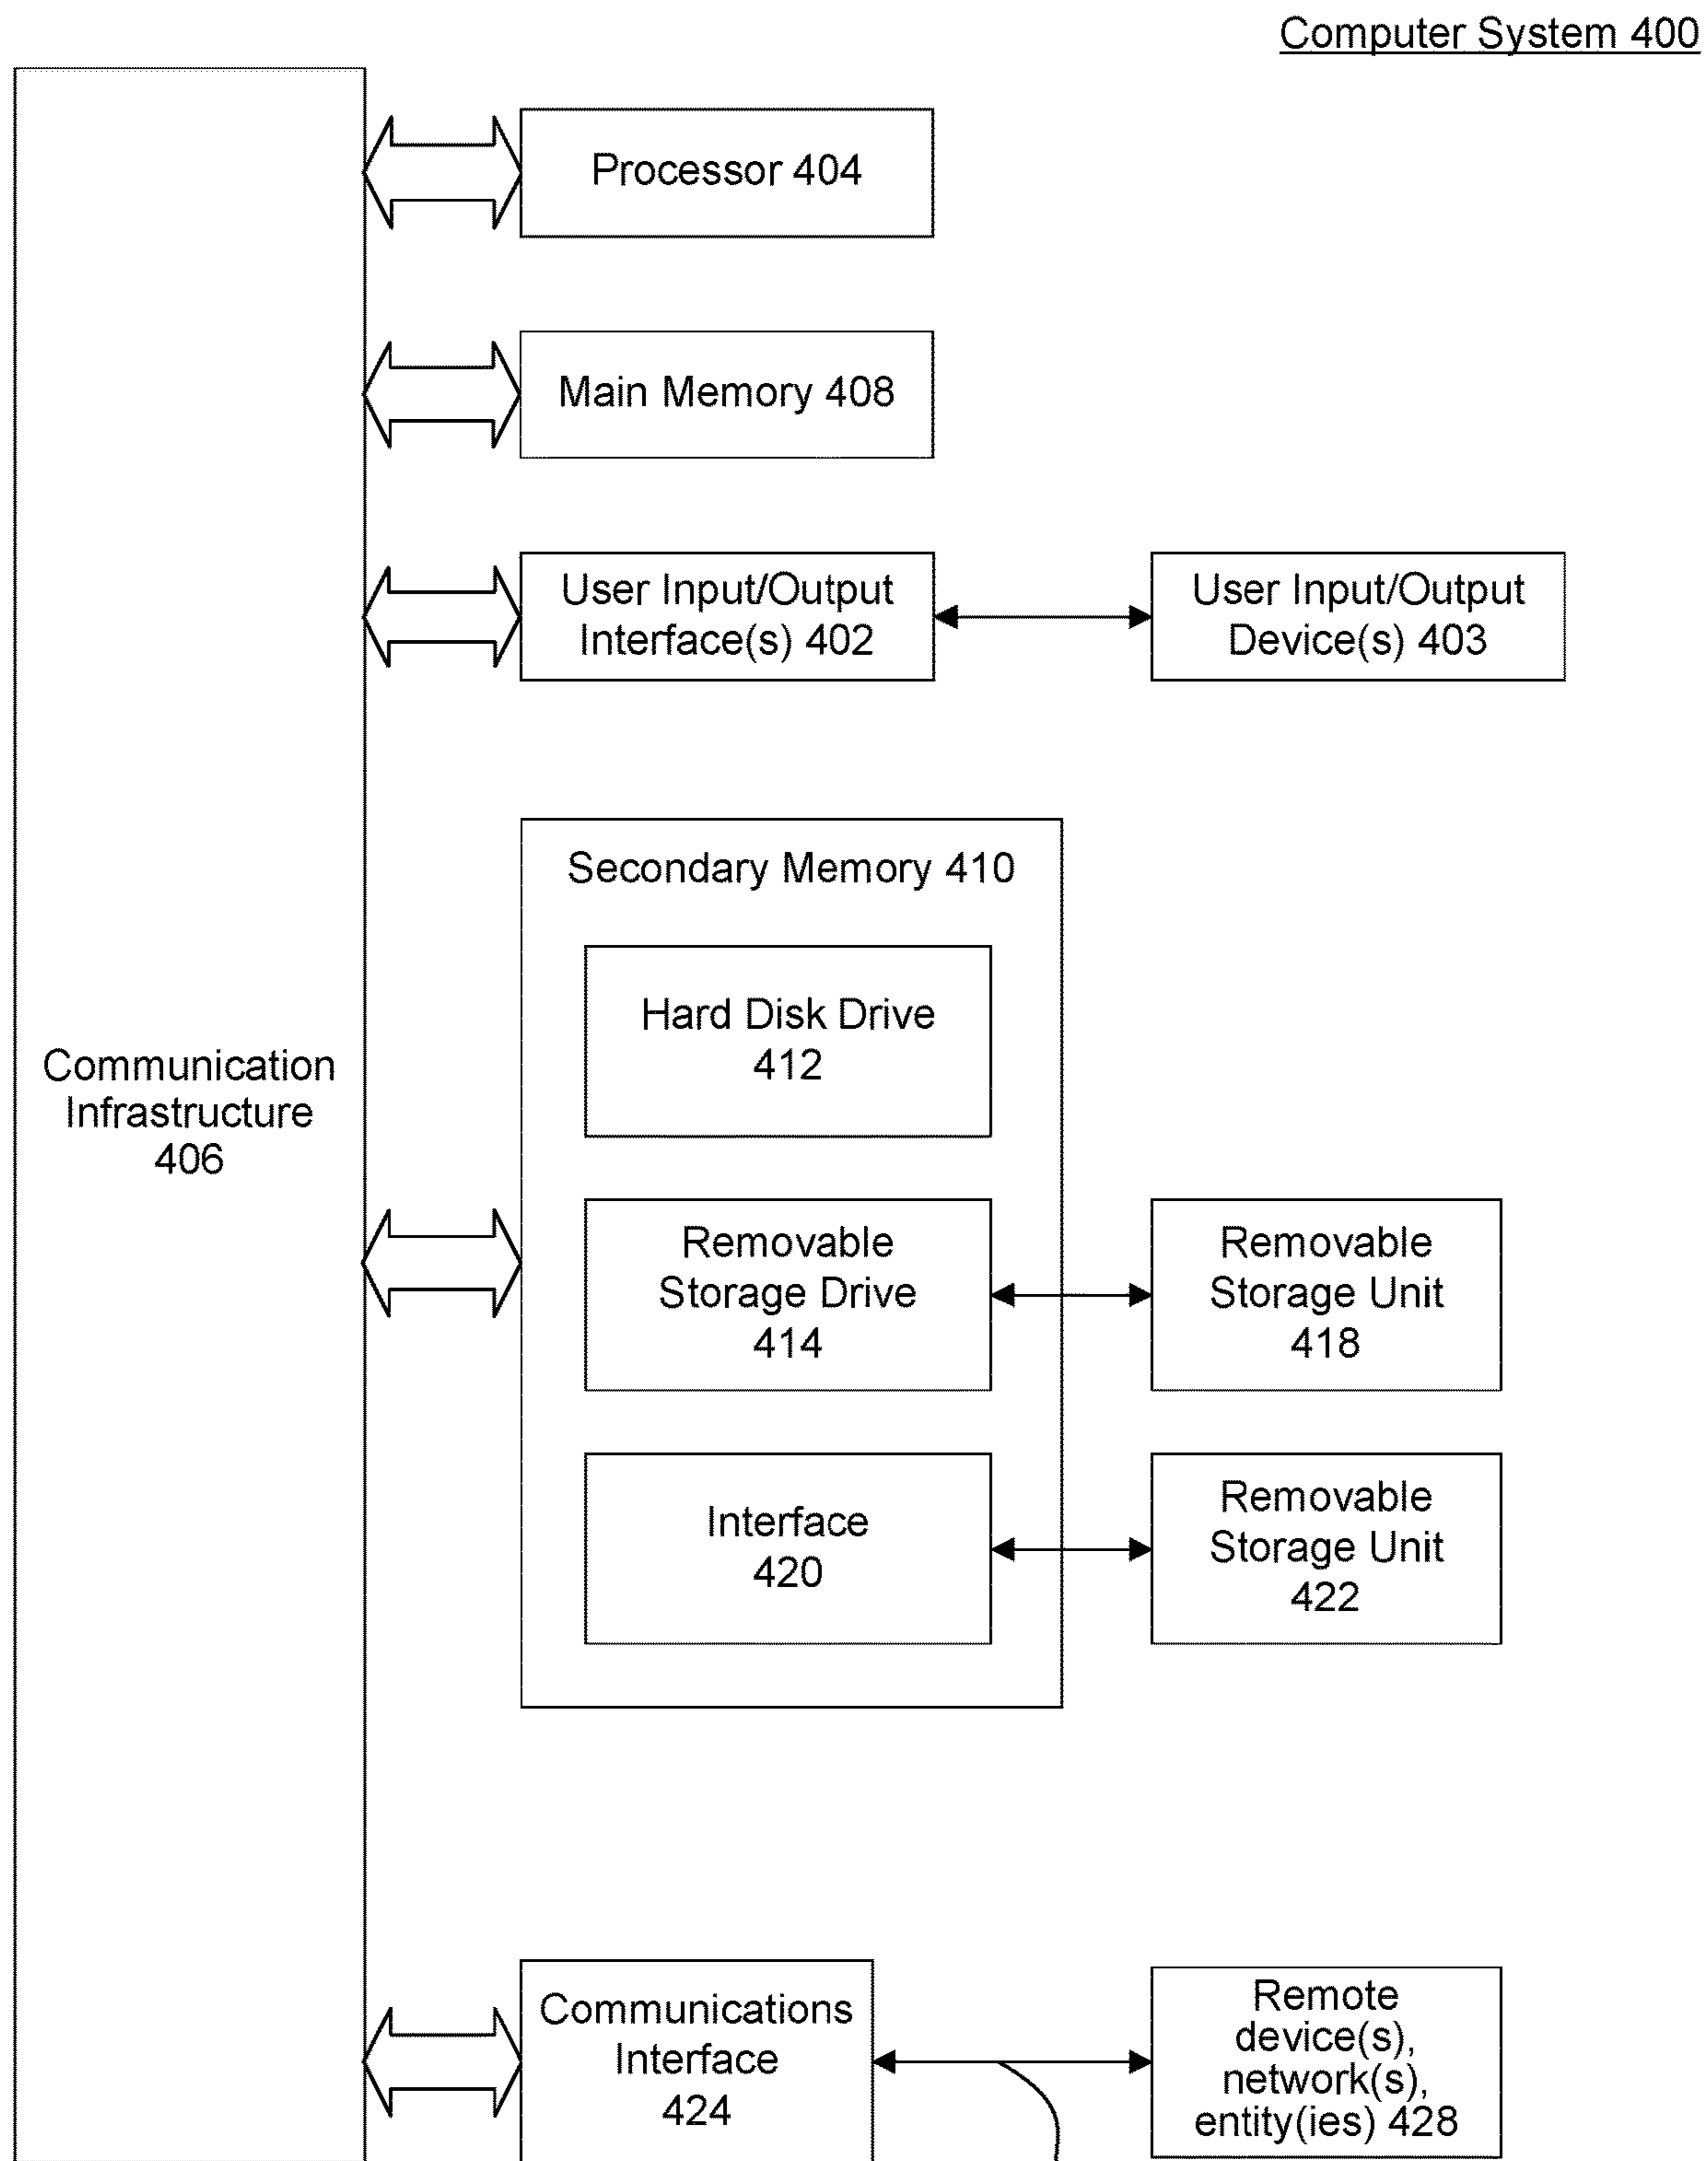 Computer System 400
Processor 404
Main Memory 408
User Input/Output
Interface(s) 402
User Input/Output
Device(s) 403
Secondary Memory 410
Hard Disk Drive
412
Communication
Infrastructure
406
Removable
Storage Drive
414
Removable
Storage Unit
418
Interface
420
Removable
Storage Unit
422
Communications
Interface
424
Remote
device(s),
network(s),
entity(ies) 428